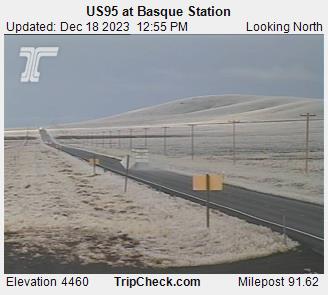 US95 at Basque Station
Updated: Dec 18 2023 12:55 PM Looking North
Elevation 4460 TripCheck.com Milepost 91.62